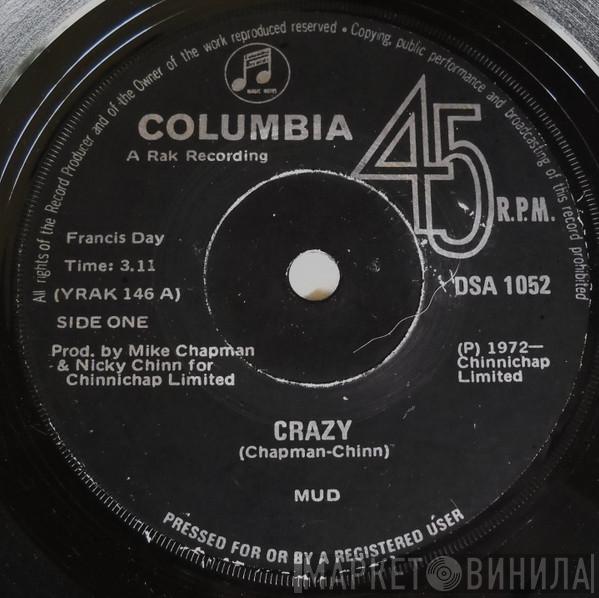 All rights of the Record Producer and of the Owner of the work reproduced reserved • Copying, public performance and broadcasting of this record prohibited
MAGIC NOTES
COLUMBIA
A Rak Recording
45
R.P.M.
Francis Day
Time: 3.11
(YRAK 146 A)
SIDE ONE
DSA 1052
Prod. by Mike Chapman
& Nicky Chinn for
Chinnichap Limited
(P) 1972—
Chinnichap
Limited
CRAZY
(Chapman-Chinn)
MUD
PRESSED FOR OR BY A REGISTERED USER
МАРКЕТ ВИНИЛА